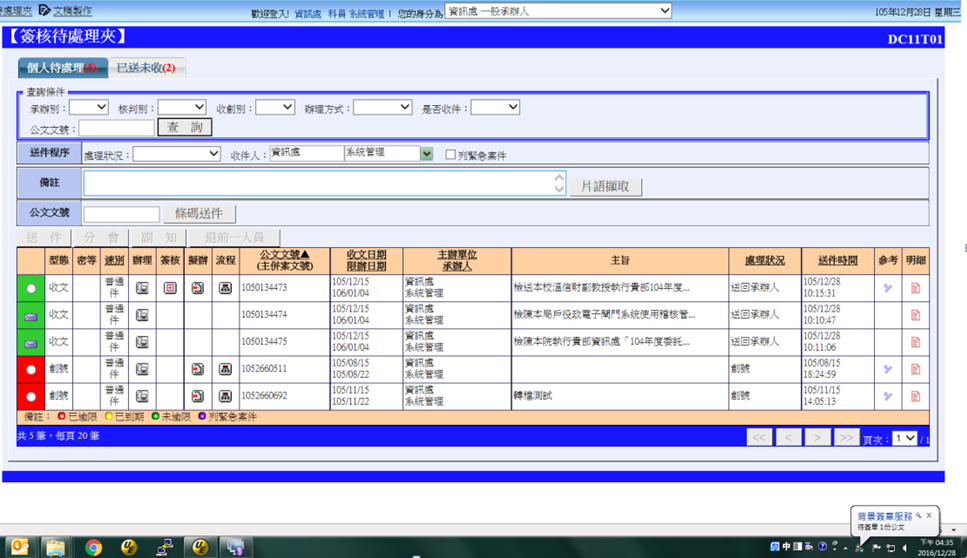 待處理夾 文稿製作 歡迎登入! 資訊處 科員 系統管理 | 您的身分為 資訊處 一般承辦人 105年12月28日 星期三
【簽核待處理夾】 DC11T01
個人待處理(5) 已送未收(2)
查詢條件
承辦別： 核判別： 收創別： 辦理方式： 是否收件：
公文文號： 查 詢
送件程序 處理狀況： 收件人： 資訊處 系統管理 列緊急案件
備註 片語擷取
公文文號 條碼送件
送 件 分 會 副 知 退前一人員
型態 密等 速別 辦理 簽核 擬辦 流程 公文文號▲ (主併案文號) 收文日期 限辦日期 主辦單位 承辦人 主旨 處理狀況 送件時間 參考 明細
收文 普通件 1050134473 105/12/15 106/01/04 資訊處 系統管理 檢送本校溫信財副教授執行貴部104年度... 送回承辦人 105/12/28 10:15:31
收文 普通件 1050134474 105/12/15 106/01/04 資訊處 系統管理 檢陳本局戶役政電子閘門系統使用稽核管... 送回承辦人 105/12/28 10:10:47
收文 普通件 1050134475 105/12/15 106/01/04 資訊處 系統管理 檢陳本院執行貴部資訊處「104年度委託... 送回承辦人 105/12/28 10:11:06
創號 普通件 1052660511 105/08/15 105/08/22 資訊處 系統管理 創號 105/08/15 18:24:59
創號 普通件 1052660692 105/11/15 105/11/22 資訊處 系統管理 轉檔測試 創號 105/11/15 14:05:13
備註： 已逾限 已到期 未逾限 列緊急案件
共 5 筆，每頁 20 筆 << < > >> 頁次： 1 / 1
背景簽章服務
待簽章 1份公文
中
下午 04:35
2016/12/28